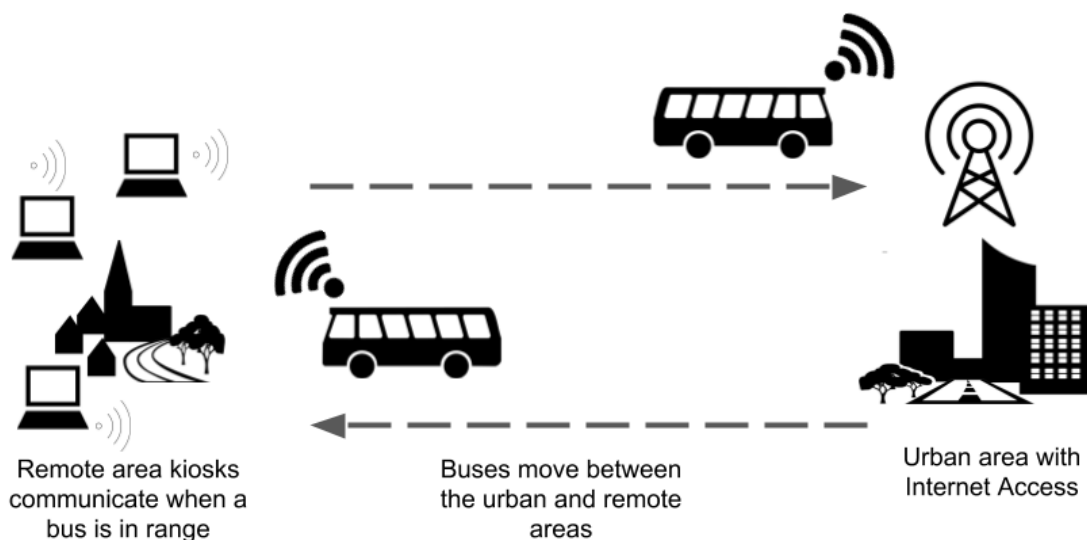 Remote area kiosks
communicate when a
bus is in range
Buses move between
the urban and remote
areas
Urban area with
Internet Access